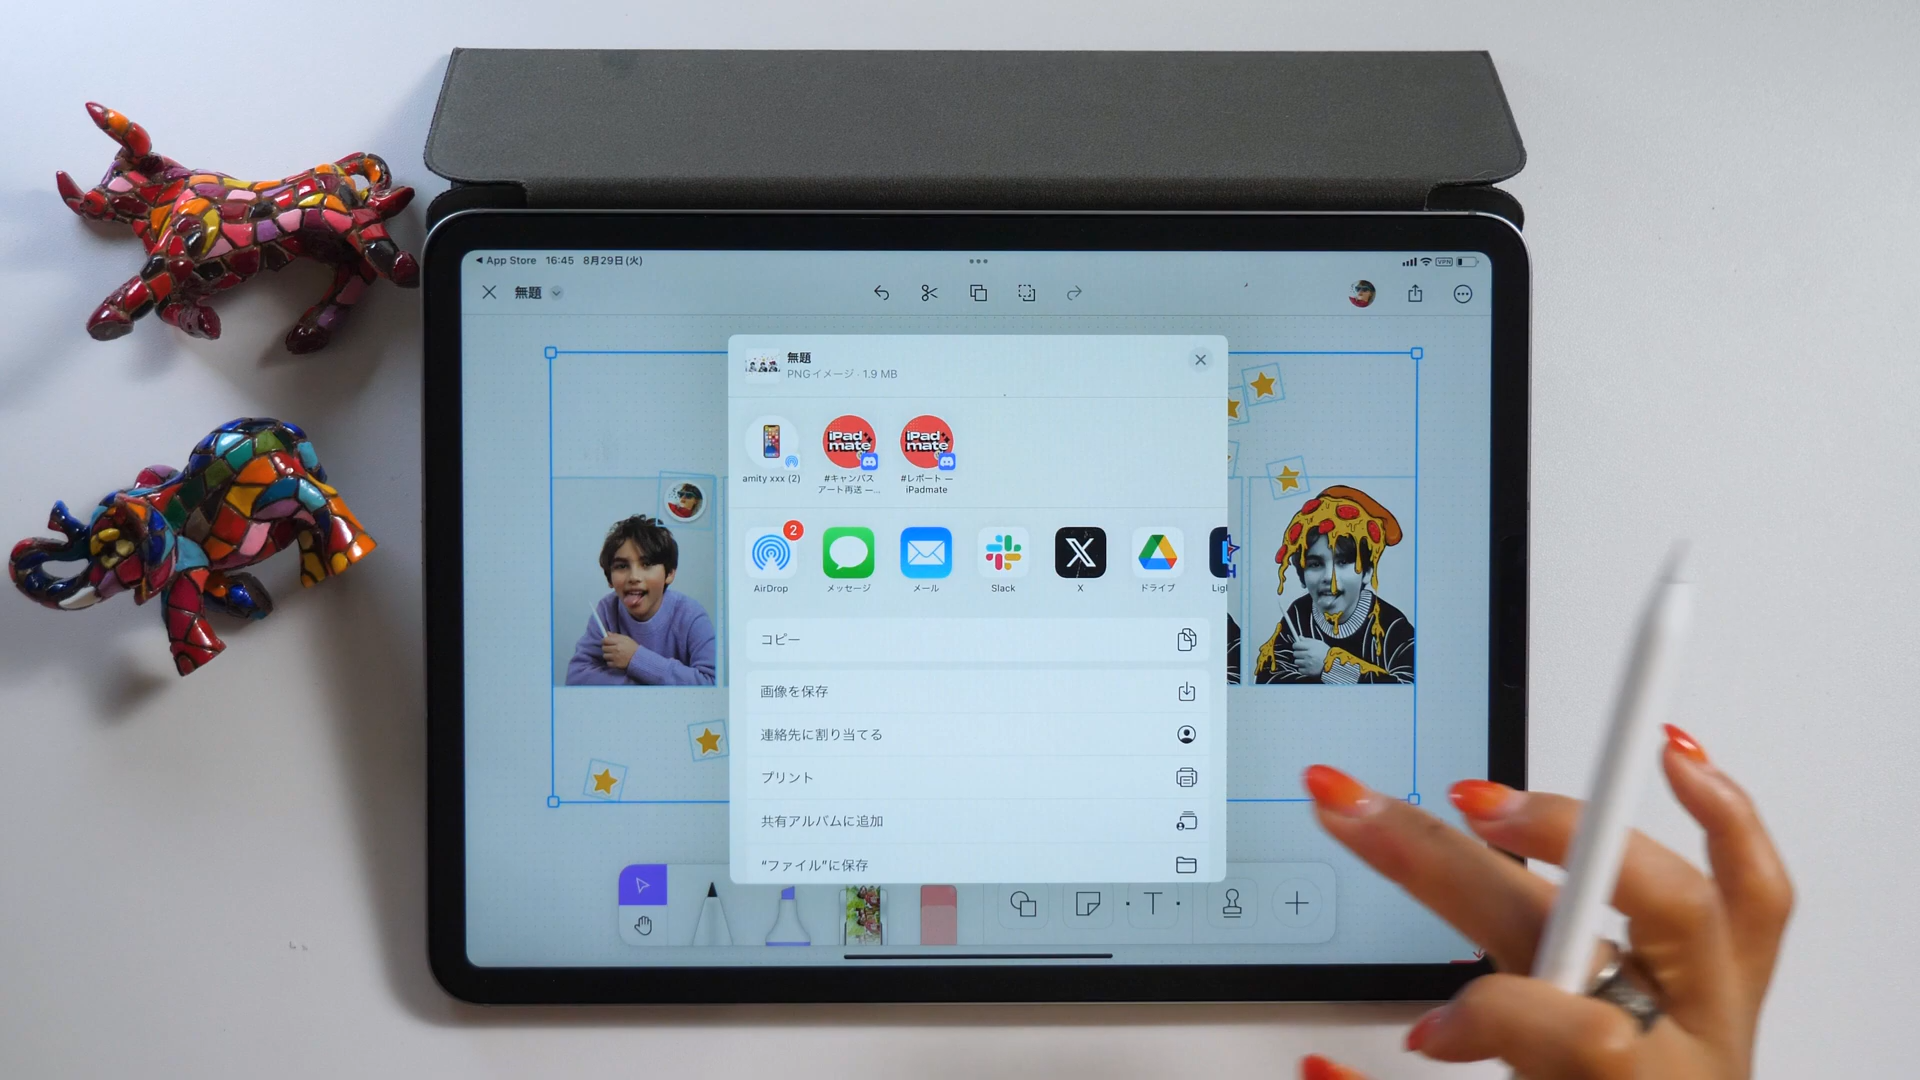 ◀ App Store 16:45 8月29日(火)
VPN
無題
無題
PNGイメージ · 1.9 MB
iPad mate
iPad mate
amity xxx (2)
#キャンバスアート再送 —...
#レポート — iPadmate
2
AirDrop
メッセージ
メール
Slack
X
ドライブ
コピー
画像を保存
連絡先に割り当てる
プリント
共有アルバムに追加
"ファイル"に保存
T